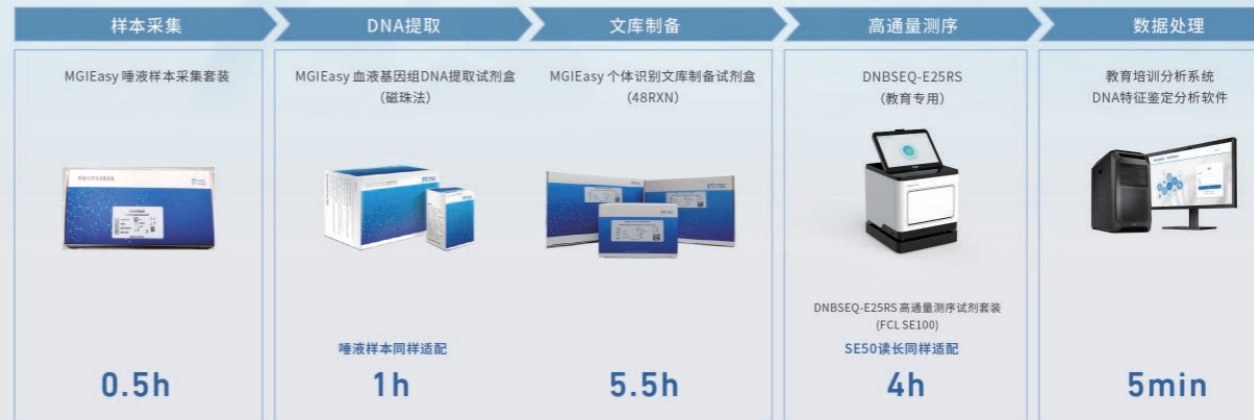 样本采集
DNA提取
文库制备
高通量测序
数据处理
MGIEasy 唾液样本采集套装
MGIEasy 血液基因组DNA提取试剂盒
（磁珠法）
MGIEasy 个体识别文库制备试剂盒
(48RXN)
DNBSEQ-E25RS
（教育专用）
教育培训分析系统
DNA特征鉴定分析软件
DNBSEQ-E25RS 高通量测序试剂套装
(FCL SE100)
唾液样本同样适配
SE50读长同样适配
0.5h
1h
5.5h
4h
5min